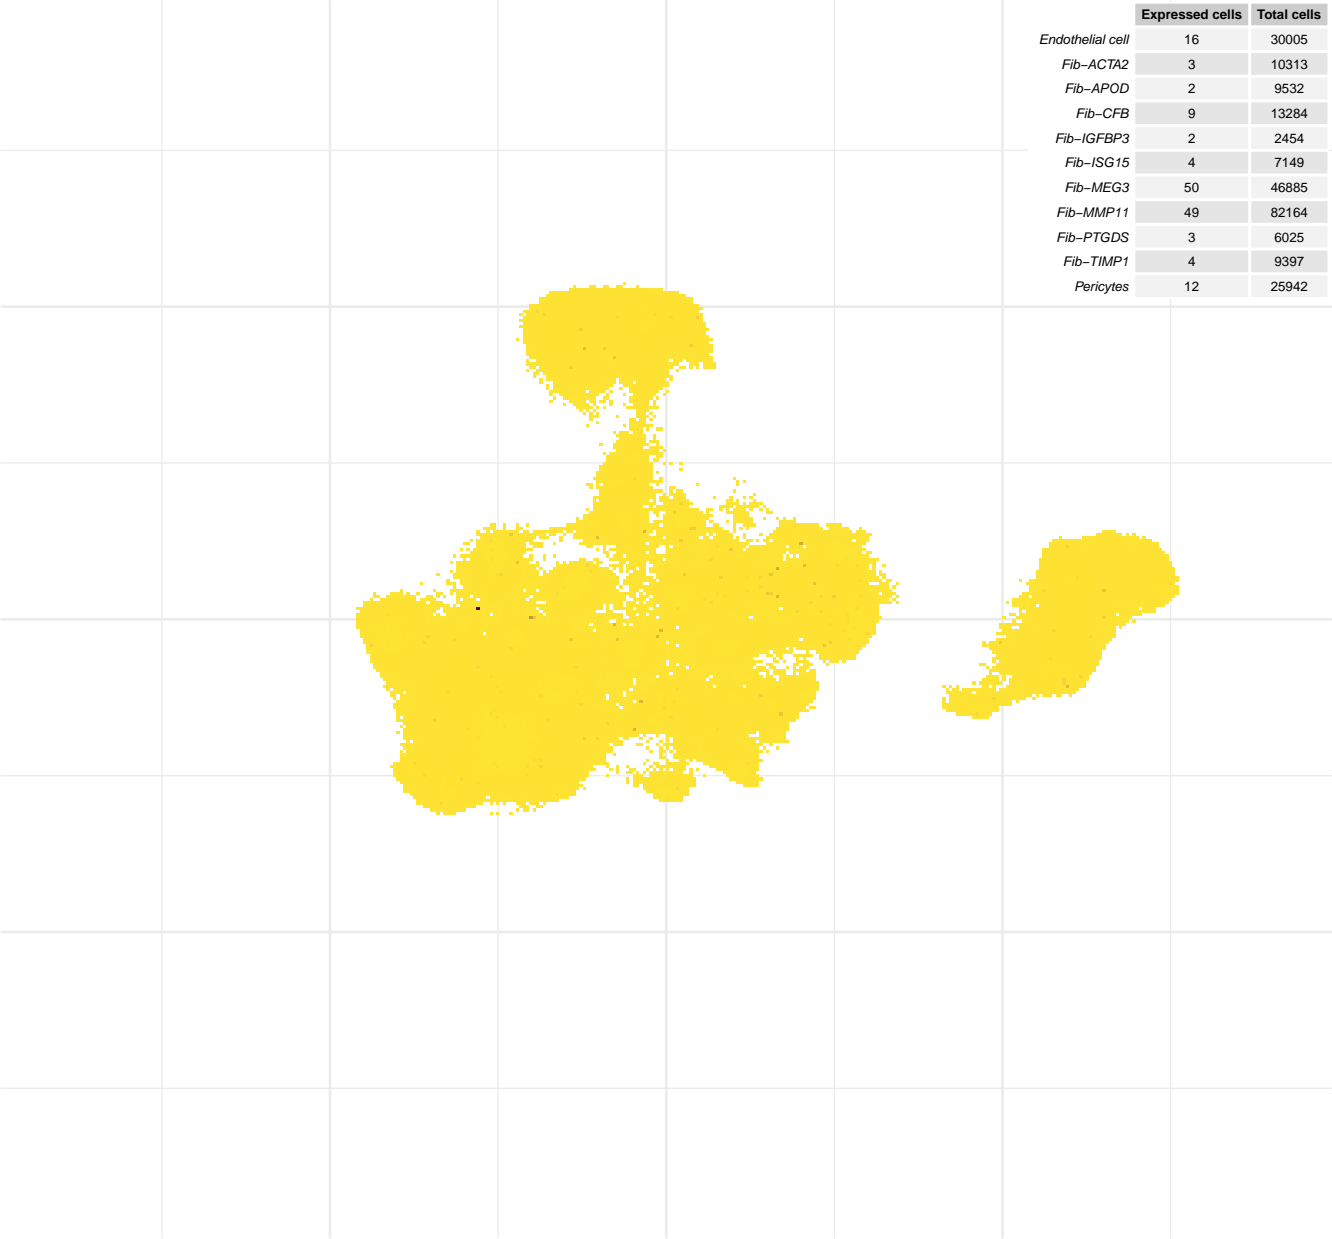 Expressed cells Total cells
Endothelial cell 16 30005
Fib−ACTA2 3 10313
Fib−APOD 2 9532
Fib−CFB 9 13284
Fib−IGFBP3 2 2454
Fib−ISG15 4 7149
Fib−MEG3 50 46885
Fib−MMP11 49 82164
Fib−PTGDS 3 6025
Fib−TIMP1 4 9397
Pericytes 12 25942